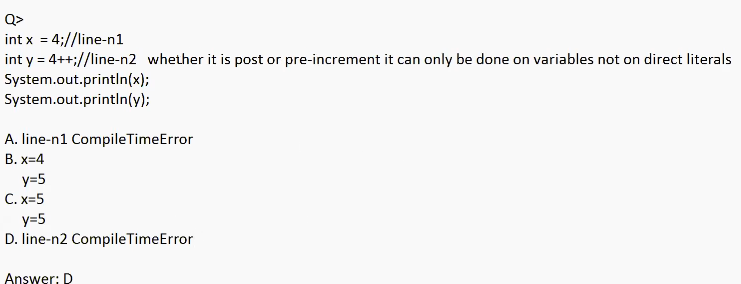 Q>
int x  = 4;//line-n1
int y = 4++;//line-n2   whether it is post or pre-increment it can only be done on variables not on direct literals
System.out.println(x);
System.out.println(y);
A. line-n1 CompileTimeError
B. x=4
y=5
C. x=5
y=5
D. line-n2 CompileTimeError
Answer: D